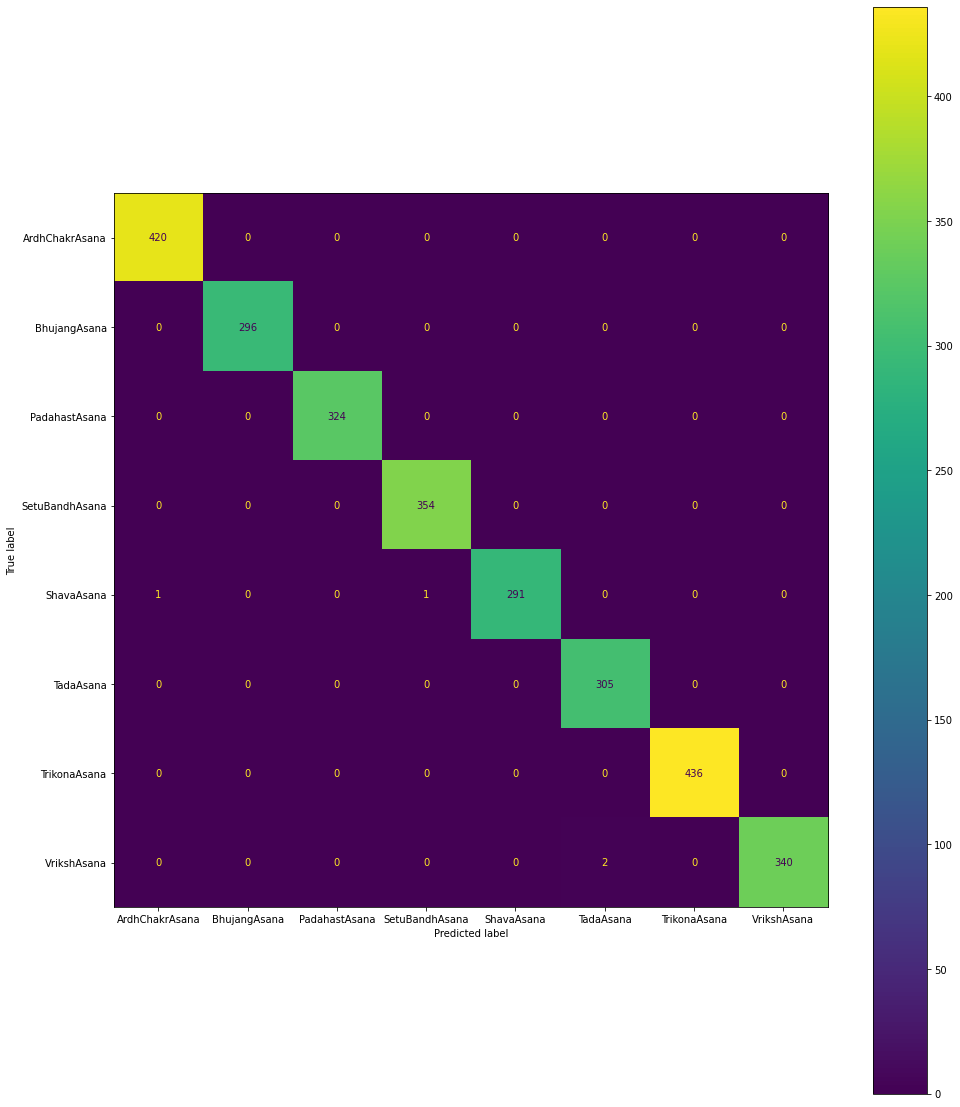 400
ArdhChakrAsana 420 0 0 0 0 0 0 0
350
BhujangAsana 0 296 0 0 0 0 0 0
300
PadahastAsana 0 0 324 0 0 0 0 0
250
SetuBandhAsana 0 0 0 354 0 0 0 0
True label
200
ShavaAsana 1 0 0 1 291 0 0 0
150
TadaAsana 0 0 0 0 0 305 0 0
TrikonaAsana 0 0 0 0 0 0 436 0
100
VrikshAsana 0 0 0 0 0 2 0 340
ArdhChakrAsana BhujangAsana PadahastAsana SetuBandhAsana ShavaAsana TadaAsana TrikonaAsana VrikshAsana
Predicted label
50
0